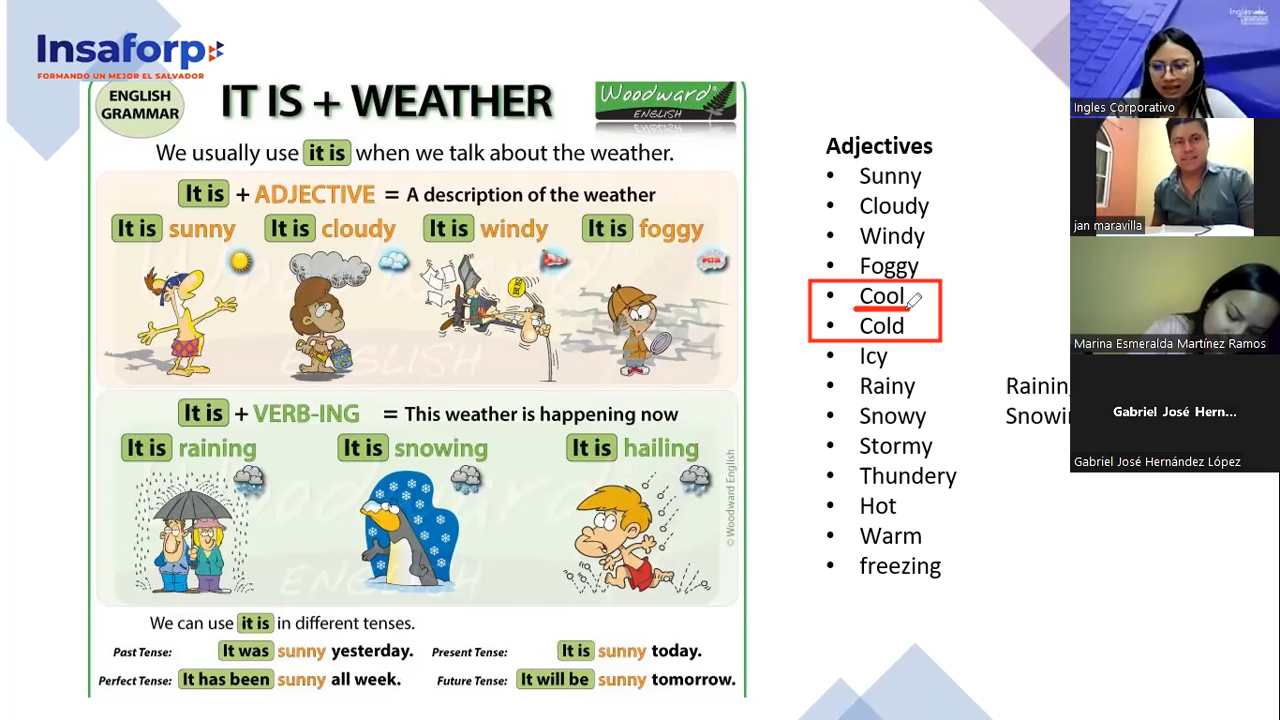 Insaforp
FORMANDO UN MEJOR EL SALVADOR
ENGLISH
GRAMMAR
IT IS + WEATHER
Woodward
ENGLISH
We usually use it is when we talk about the weather.
It is + ADJECTIVE = A description of the weather
It is sunny It is cloudy It is windy It is foggy
It is + VERB-ING = This weather is happening now
It is raining It is snowing It is hailing
© Woodward English
We can use it is in different tenses.
Past Tense: It was sunny yesterday. Present Tense: It is sunny today.
Perfect Tense: It has been sunny all week. Future Tense: It will be sunny tomorrow.
Adjectives
• Sunny
• Cloudy
• Windy
• Foggy
• Cool
• Cold
• Icy
• Rainy Rainin
• Snowy Snowi
• Stormy
• Thundery
• Hot
• Warm
• freezing
Ingles Corporativo
jan maravilla
Marina Esmeralda Martínez Ramos
Gabriel José Hern...
Gabriel José Hernández López